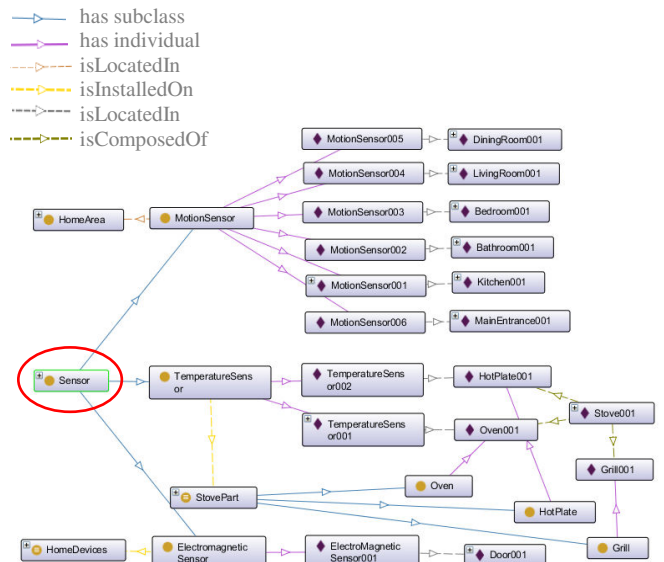 has subclass
has individual
isLocatedIn
isInstalledOn
isLocatedIn
isComposedOf
MotionSensor005
DiningRoom001
MotionSensor004
LivingRoom001
HomeArea
MotionSensor
MotionSensor003
Bedroom001
MotionSensor002
Bathroom001
MotionSensor001
Kitchen001
MotionSensor006
MainEntrance001
Sensor
TemperatureSens
or
TemperatureSens
or002
HotPlate001
TemperatureSens
or001
Oven001
Stove001
Grill001
StovePart
Oven
HotPlate
HomeDevices
Electromagnetic
Sensor
ElectroMagnetic
Sensor001
Door001
Grill